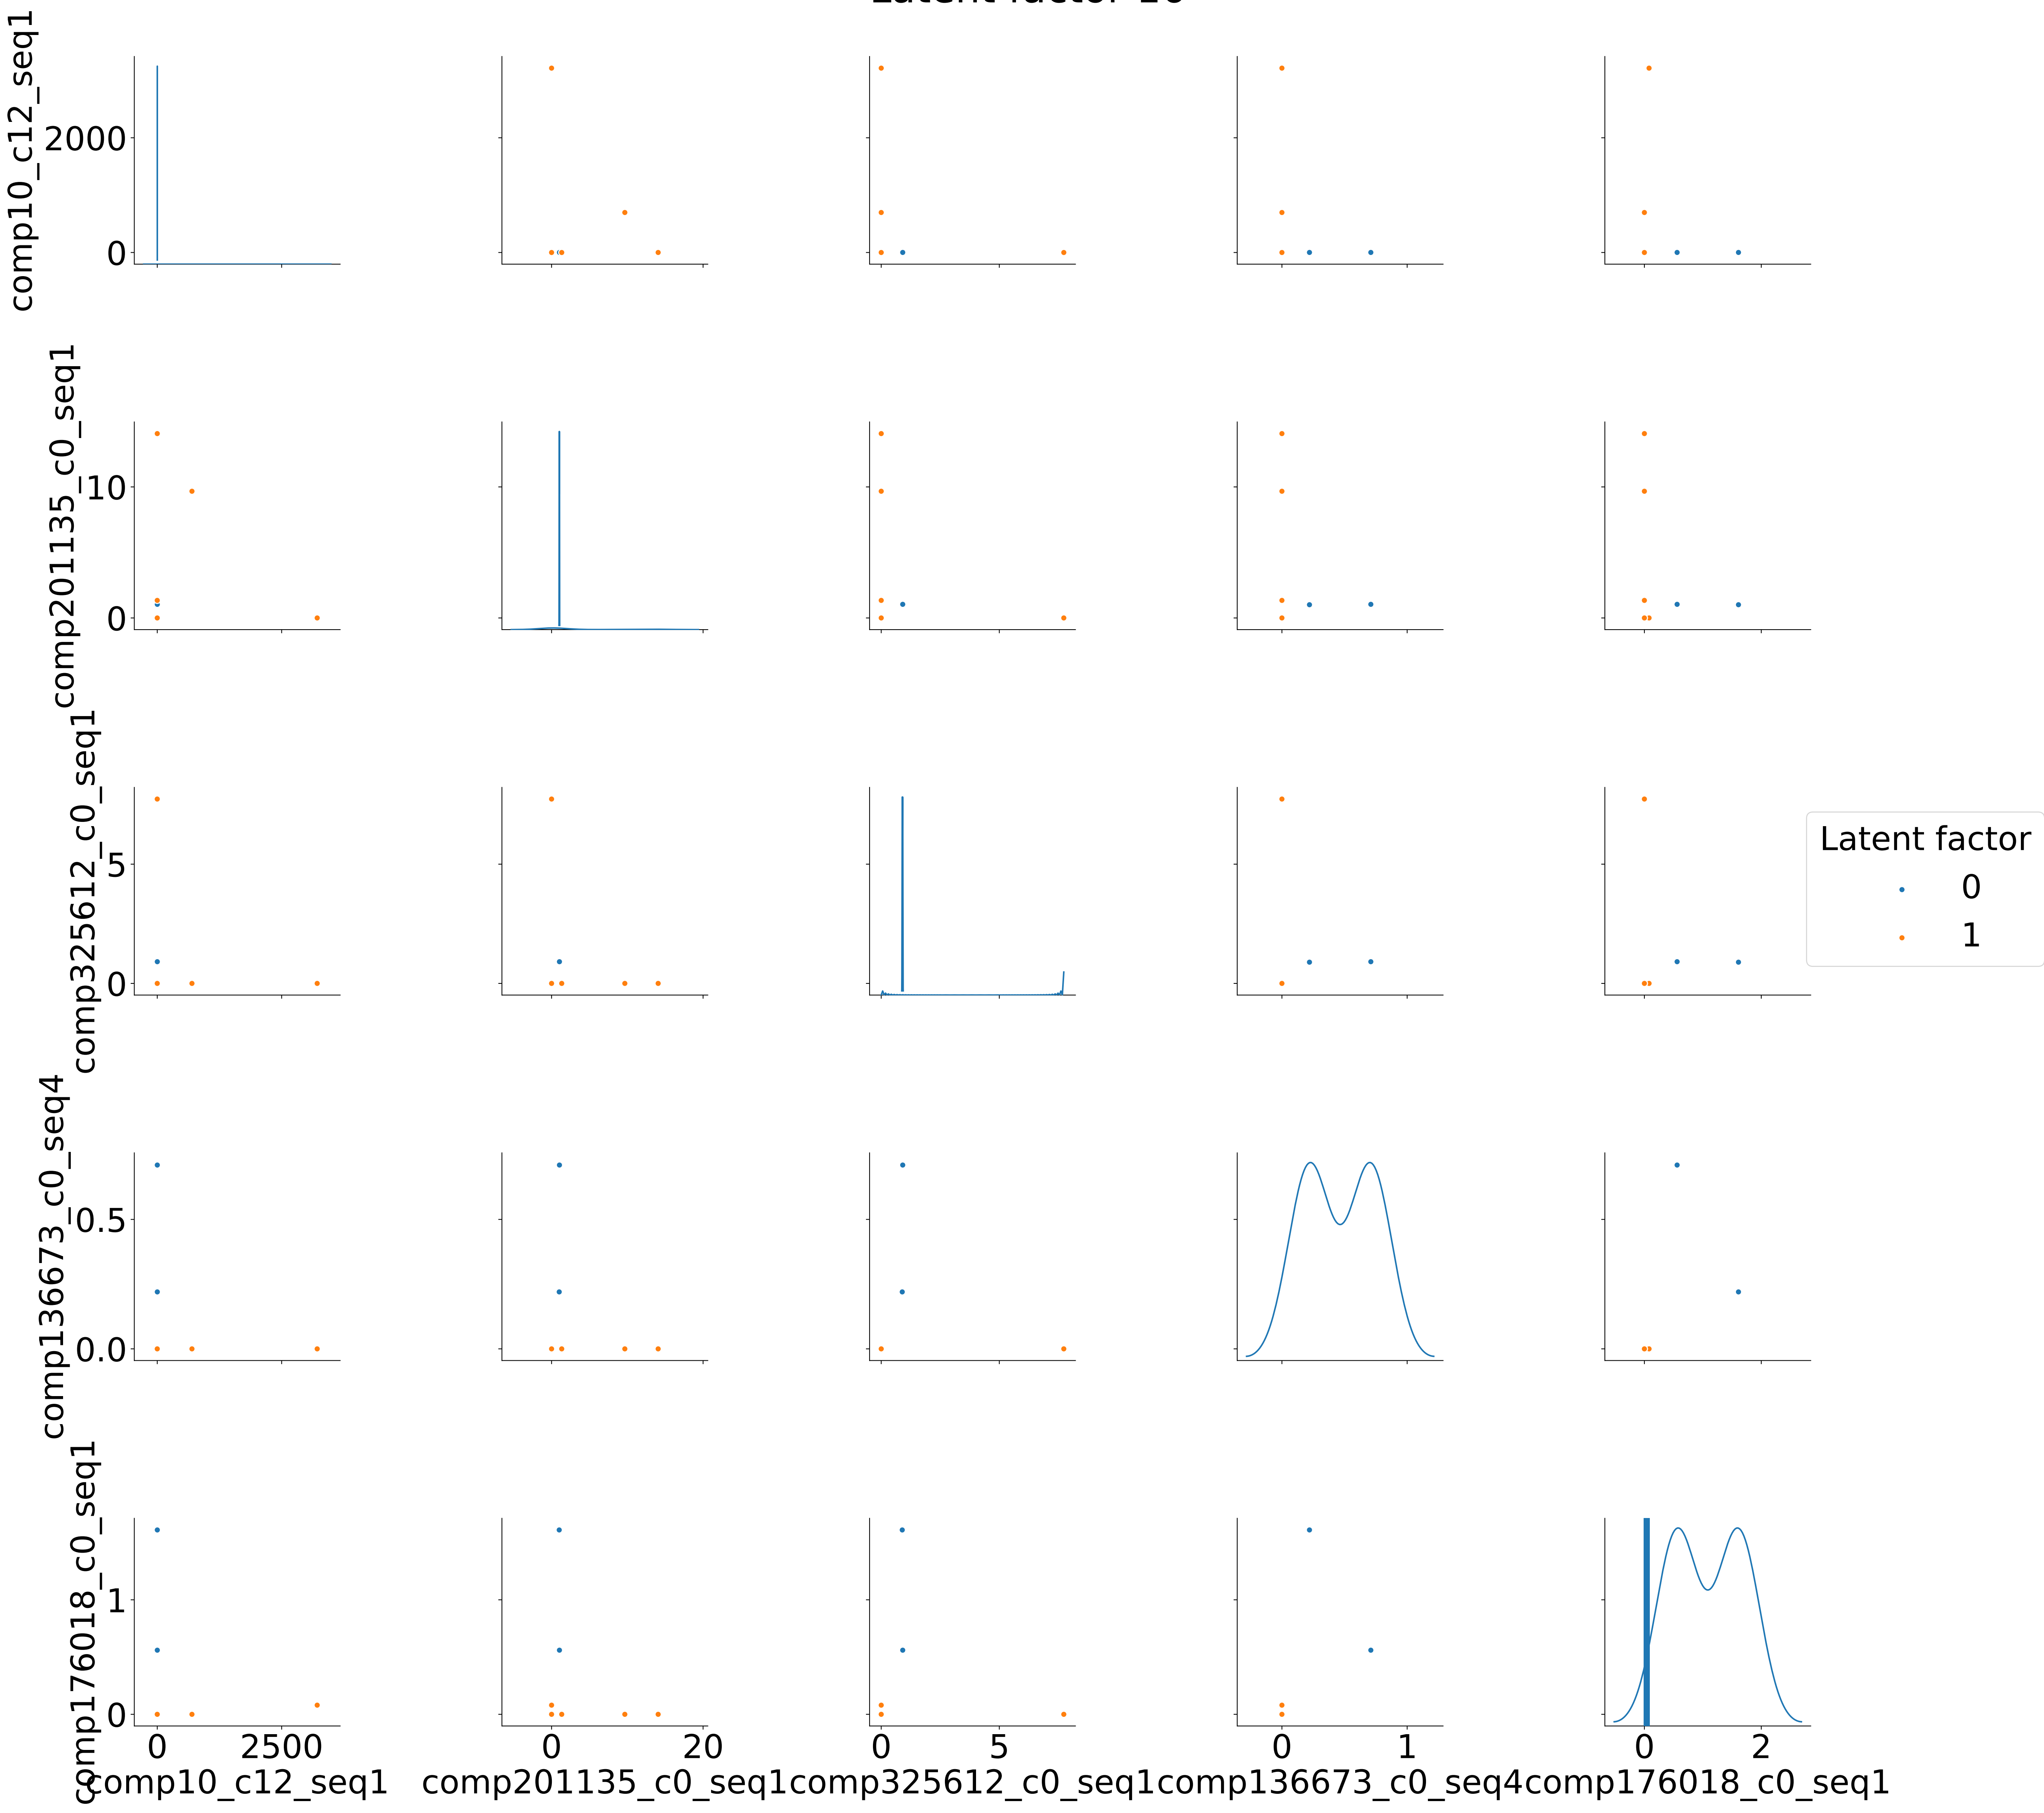 Latent factor 10
comp10_c12_seq1
2000
0
comp201135_c0_seq1
10
0
comp325612_c0_seq1
5
0
Latent factor
0
1
comp136673_c0_seq4
0.5
0.0
comp176018_c0_seq1
1
0
0 2500 0 20 0 5 0 1 0 2
comp10_c12_seq1 comp201135_c0_seq1 comp325612_c0_seq1 comp136673_c0_seq4 comp176018_c0_seq1